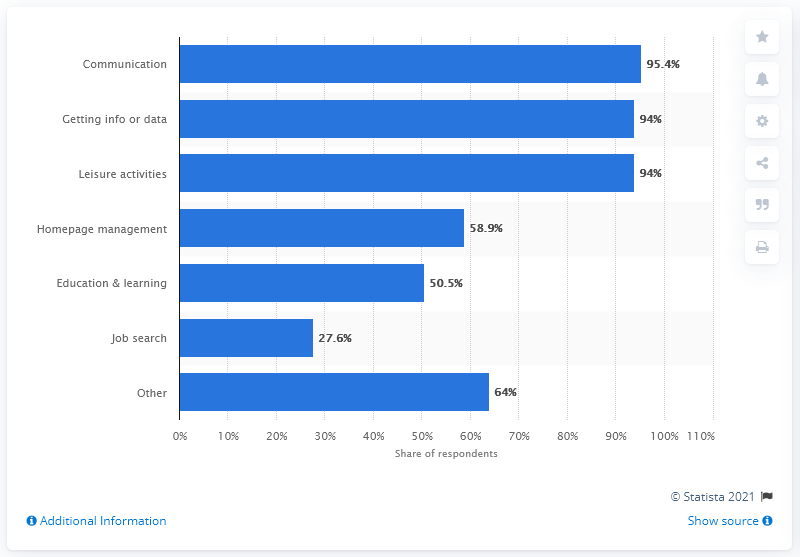 Communication 95.4%
Getting info or data 94%
Leisure activities 94%
Homepage management 58.9%
Education & learning 50.5%
Job search 27.6%
Other 64%
0% 10% 20% 30% 40% 50% 60% 70% 80% 90% 100% 110%
Share of respondents
© Statista 2021
Additional Information Show source